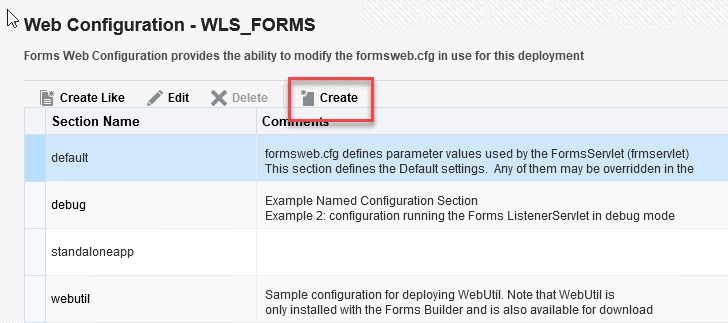 Web Configuration - WLS_FORMS
Forms Web Configuration provides the ability to modify the formsweb.cfg in use for this deployment
Create Like Edit Delete Create
Section Name Comments
default
formsweb.cfg defines parameter values used by the FormsServlet (frmservlet)
This section defines the Default settings. Any of them may be overridden in the
debug
Example Named Configuration Section
Example 2: configuration running the Forms ListenerServlet in debug mode
standaloneapp
webutil
Sample configuration for deploying WebUtil. Note that WebUtil is
only installed with the Forms Builder and is also available for download